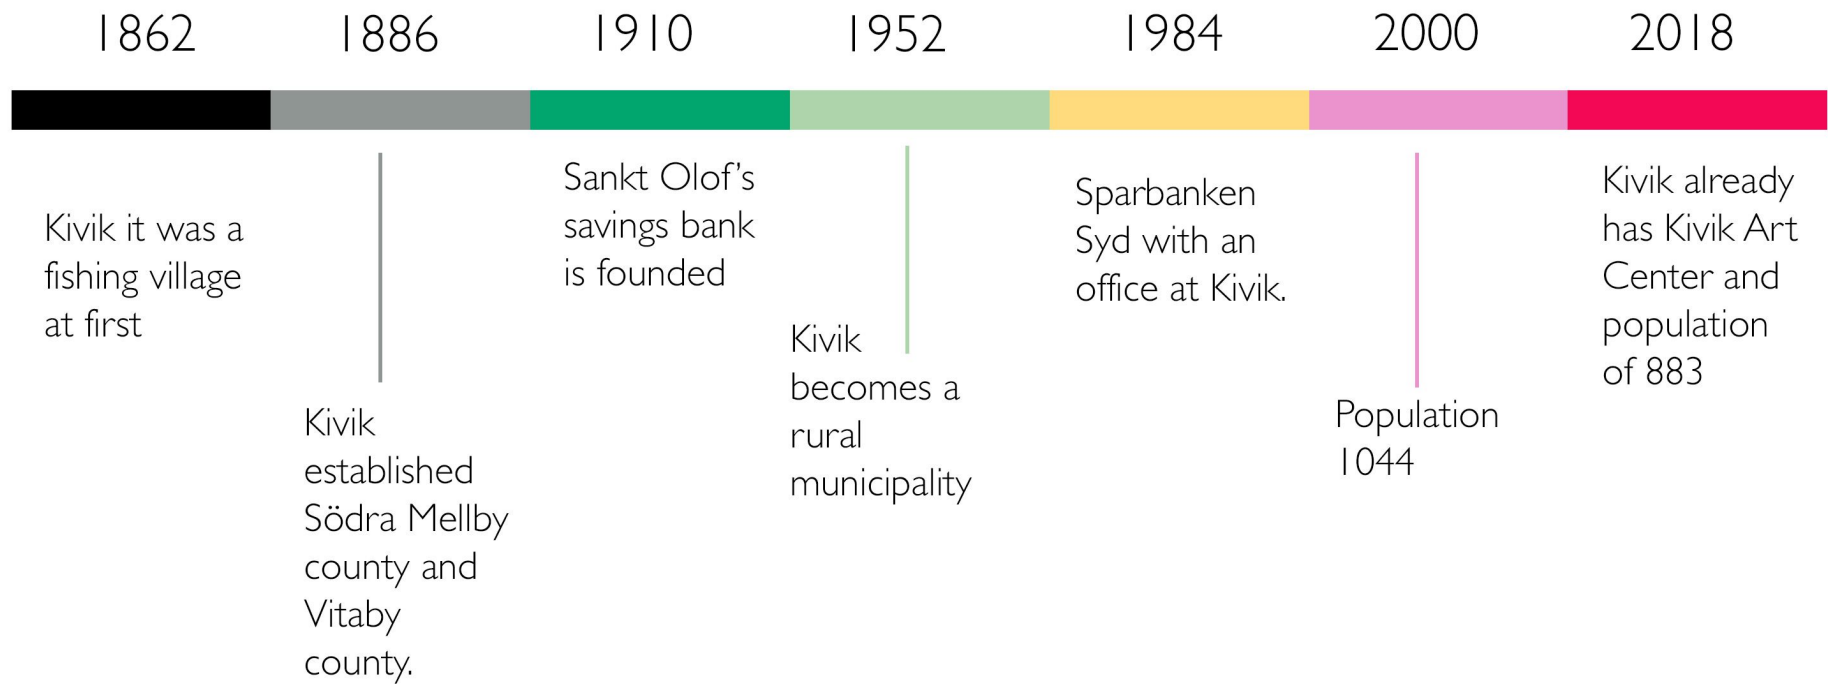 1862
1886
1910
1952
1984
2000
2018
Kivik it was a
fishing village
at first
Kivik
established
Södra Mellby
county and
Vitaby
county.
Sankt Olof's
savings bank
is founded
Kivik
becomes a
rural
municipality
Sparbanken
Syd with an
office at Kivik.
Population
1044
Kivik already
has Kivik Art
Center and
population
of 883